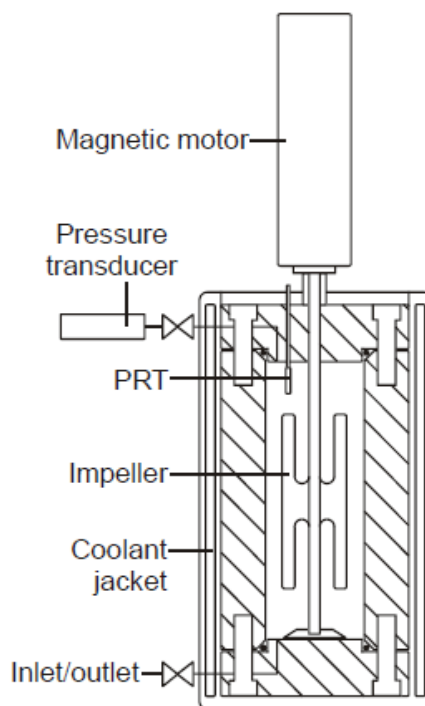 Magnetic motor
Pressure
transducer
PRT
Impeller
Coolant
jacket
Inlet/outlet